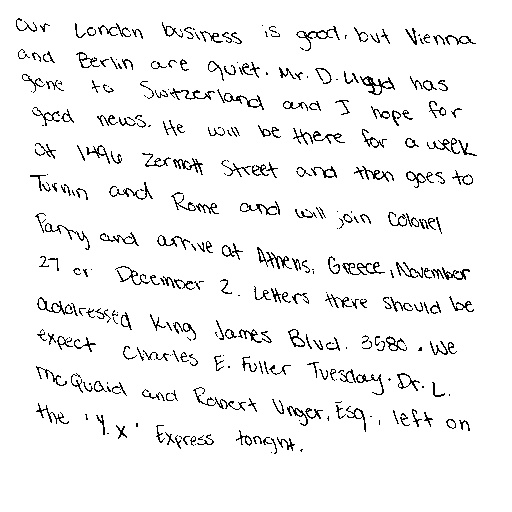 our London business is good, but Vienna
and Berlin are quiet. Mr. D. Lloyd has
gone to Switzerland and I hope for
good news. He will be there for a week
at 1496 Zermott Street and then goes to
Turnin and Rome and will join Colonel
Parry and arrive at Athens, Greece, November
27 or December 2. Letters there should be
addressed King James Blvd. 3580. We
expect Charles E. Fuller Tuesday. Dr. L.
McQuaid and Robert Unger, Esq., left on
the 'Y.X' Express tonight.